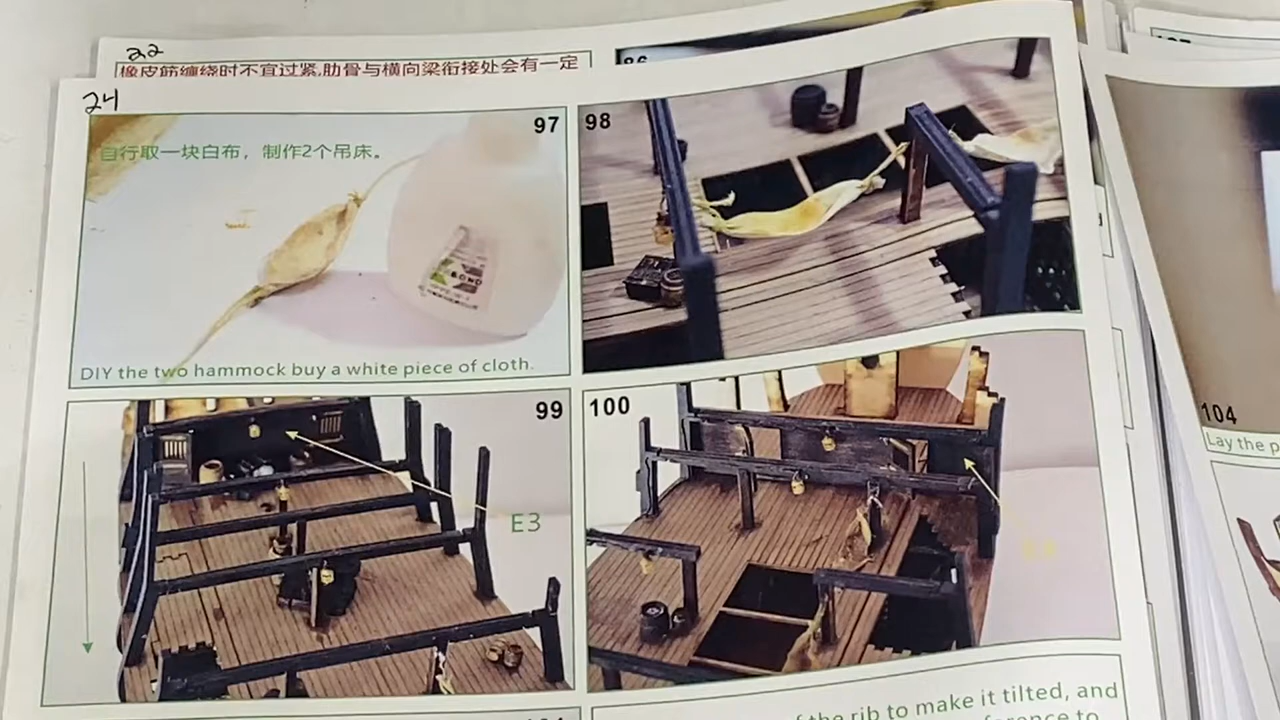 22
橡皮筋缠绕时不宜过紧,肋骨与横向梁衔接处会有一定
86
24
97
自行取一块白布，制作2个吊床。
BOND
DIY the two hammock buy a white piece of cloth.
98
99
E3
100
104
Lay the p
of the rib to make it tilted, and